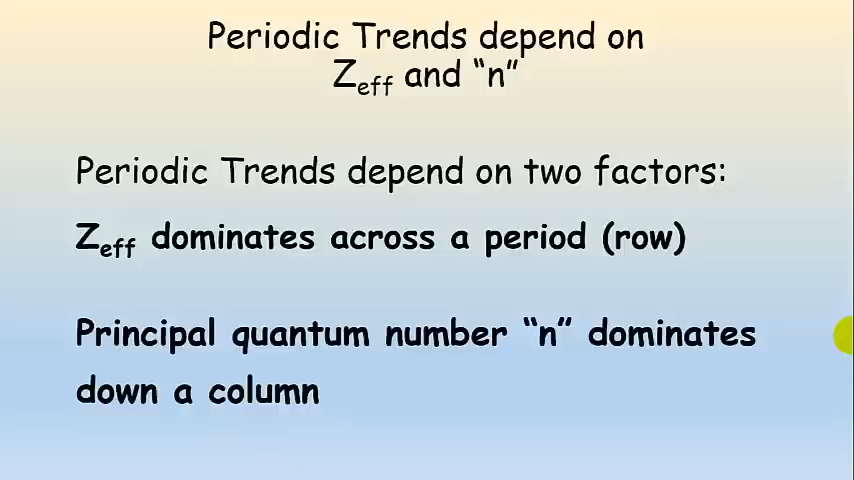 Periodic Trends depend on
Zeff and “n”
Periodic Trends depend on two factors:
Zeff dominates across a period (row)
Principal quantum number “n” dominates
down a column